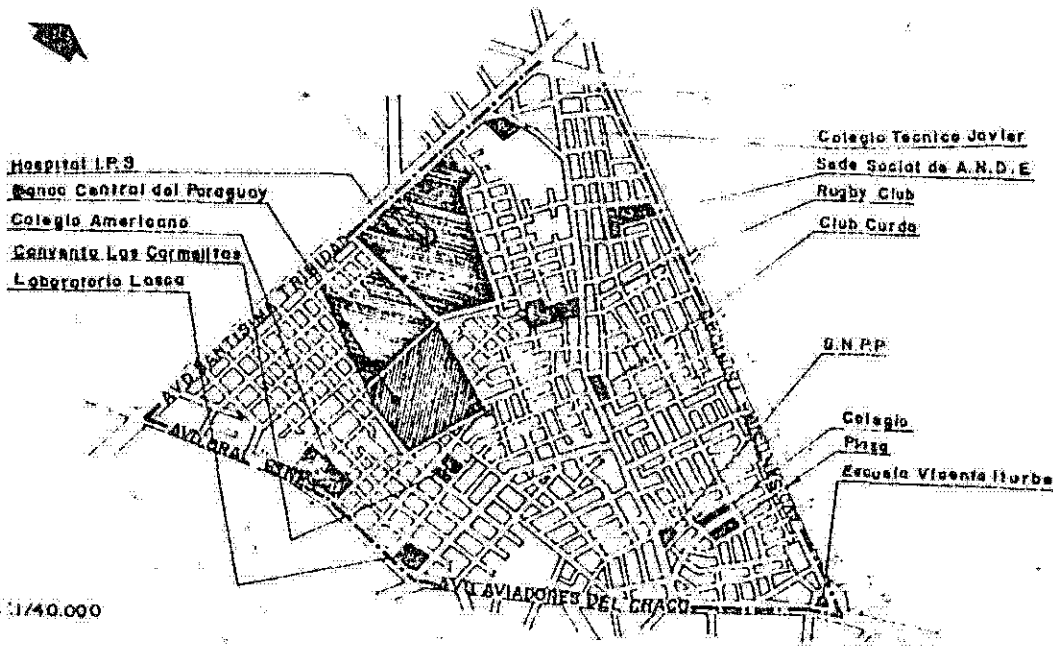 Hospital I.P.S
Banco Central del Paraguay
Colegio Americano
Convento Las Carmelitas
Laboratorio Lasca
Colegio Tecnico Javier
Sede Social de A.N.D.E
Rugby Club
Club Curda
AVD. SANTISIMA TRINIDAD
AVD. GRAL GENES
AVD. AVIADORES DEL CHACO
Colegio
Plaza
Escuela Vicente Iturbe
1/40.000